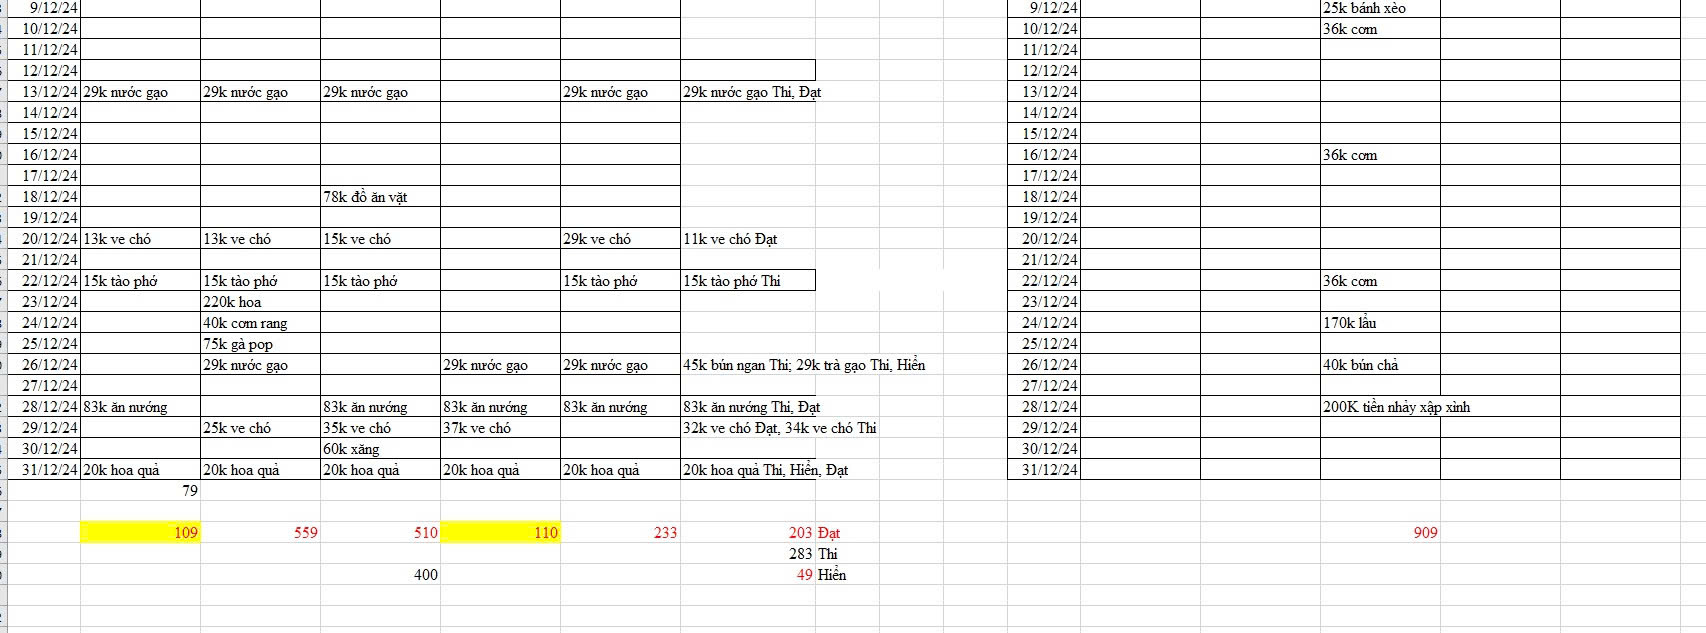 9/12/24 9/12/24 25k bánh xèo
10/12/24 10/12/24 36k cơm
11/12/24 11/12/24
12/12/24 12/12/24
13/12/24 29k nước gạo 29k nước gạo 29k nước gạo 29k nước gạo 29k nước gạo Thi, Đạt 13/12/24
14/12/24 14/12/24
15/12/24 15/12/24
16/12/24 16/12/24 36k cơm
17/12/24 17/12/24
18/12/24 78k đồ ăn vặt 18/12/24
19/12/24 19/12/24
20/12/24 13k ve chó 13k ve chó 15k ve chó 29k ve chó 11k ve chó Đạt 20/12/24
21/12/24 21/12/24
22/12/24 15k tào phớ 15k tào phớ 15k tào phớ 15k tào phớ 15k tào phớ Thi 22/12/24 36k cơm
23/12/24 220k hoa 23/12/24
24/12/24 40k cơm rang 24/12/24 170k lẩu
25/12/24 75k gà pop 25/12/24
26/12/24 29k nước gạo 29k nước gạo 29k nước gạo 45k bún ngan Thi; 29k trà gạo Thi, Hiển 26/12/24 40k bún chả
27/12/24 27/12/24
28/12/24 83k ăn nướng 83k ăn nướng 83k ăn nướng 83k ăn nướng 83k ăn nướng Thi, Đạt 28/12/24 200K tiền nhảy xập xình
29/12/24 25k ve chó 35k ve chó 37k ve chó 32k ve chó Đạt, 34k ve chó Thi 29/12/24
30/12/24 60k xăng 30/12/24
31/12/24 20k hoa quả 20k hoa quả 20k hoa quả 20k hoa quả 20k hoa quả 20k hoa quả Thi, Hiển, Đạt 31/12/24
79
109 559 510 110 233 203 Đạt 909
283 Thi
400 49 Hiển